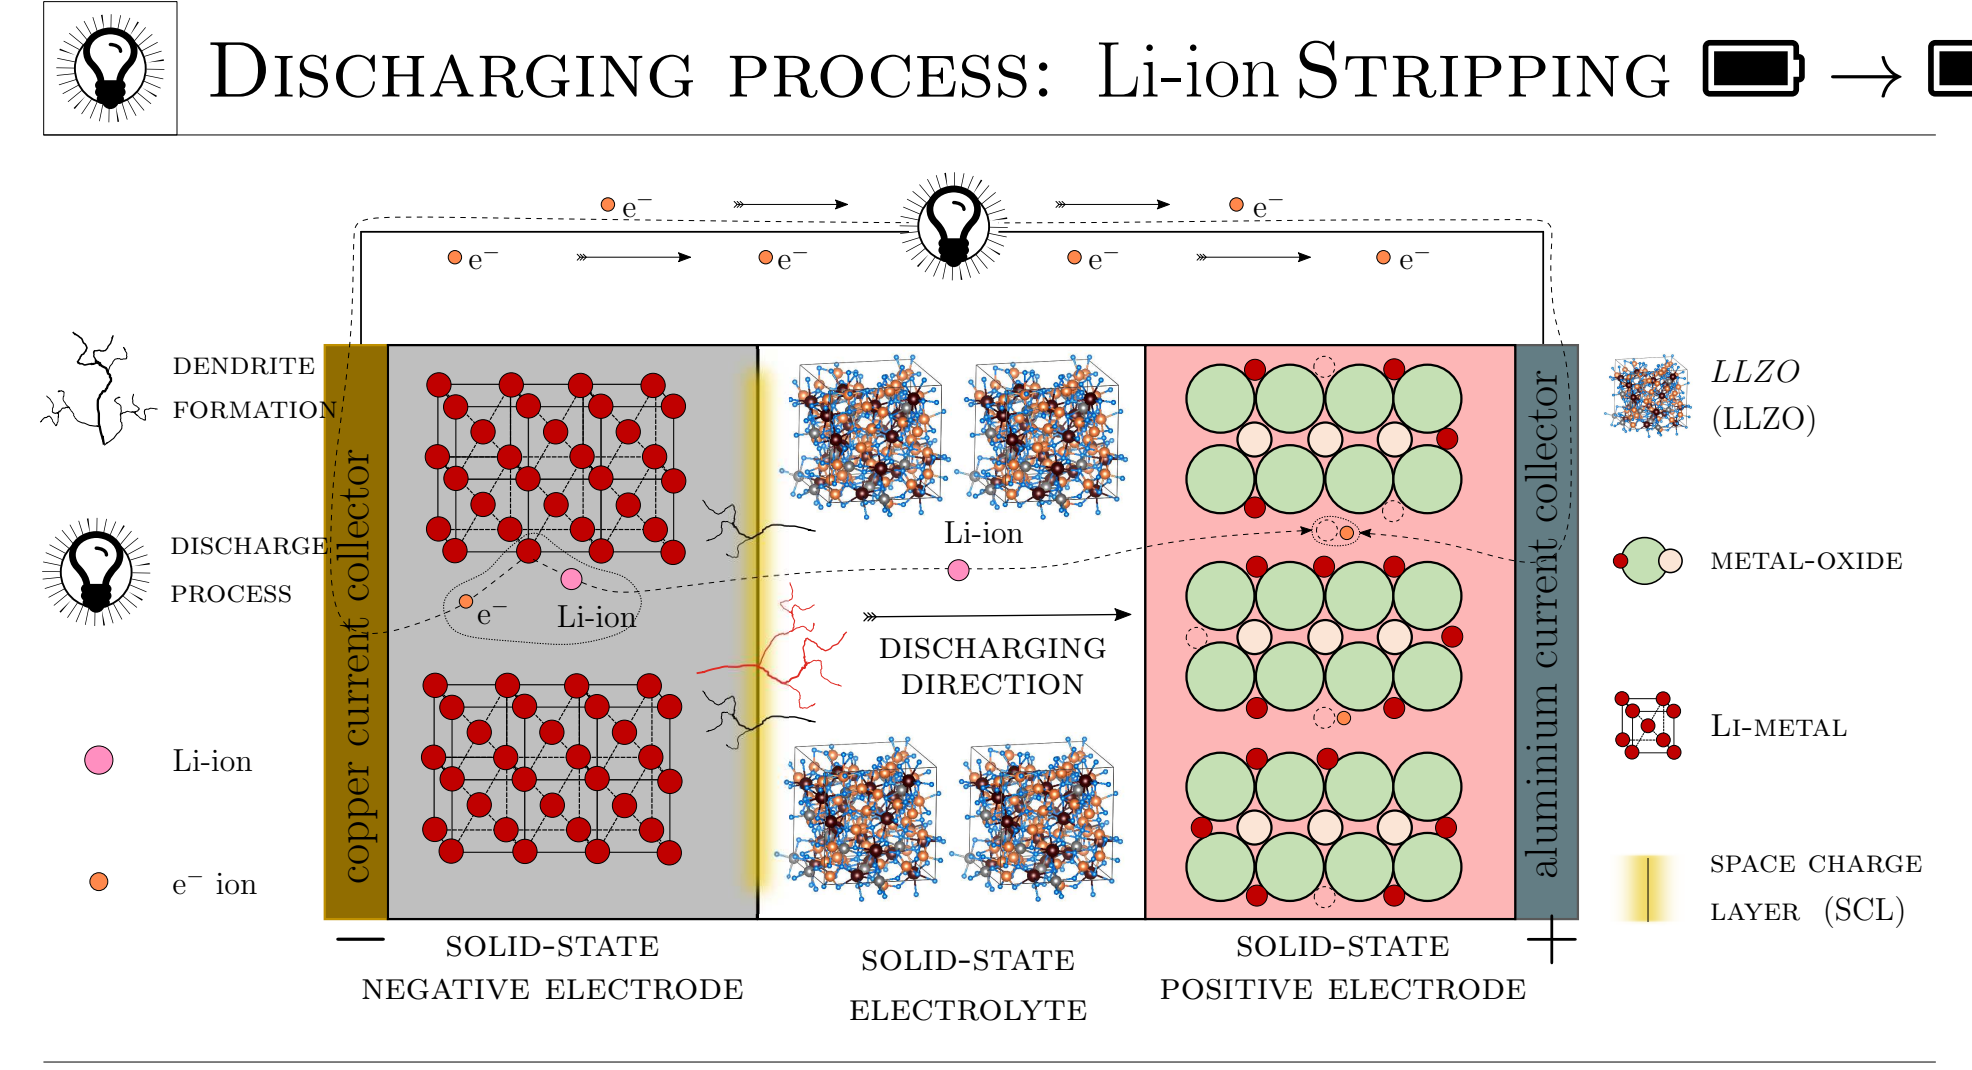 DISCHARGING PROCESS: Li-ion STRIPPING →
e⁻ e⁻
e⁻ e⁻ e⁻ e⁻
DENDRITE
FORMATION
DISCHARGE
PROCESS
Li-ion
e⁻ ion
copper current collector
e⁻
Li-ion
Li-ion
DISCHARGING
DIRECTION
aluminium current collector
LLZO
(LLZO)
METAL-OXIDE
LI-METAL
SPACE CHARGE
LAYER (SCL)
−
SOLID-STATE
NEGATIVE ELECTRODE
SOLID-STATE
ELECTROLYTE
SOLID-STATE
POSITIVE ELECTRODE
+